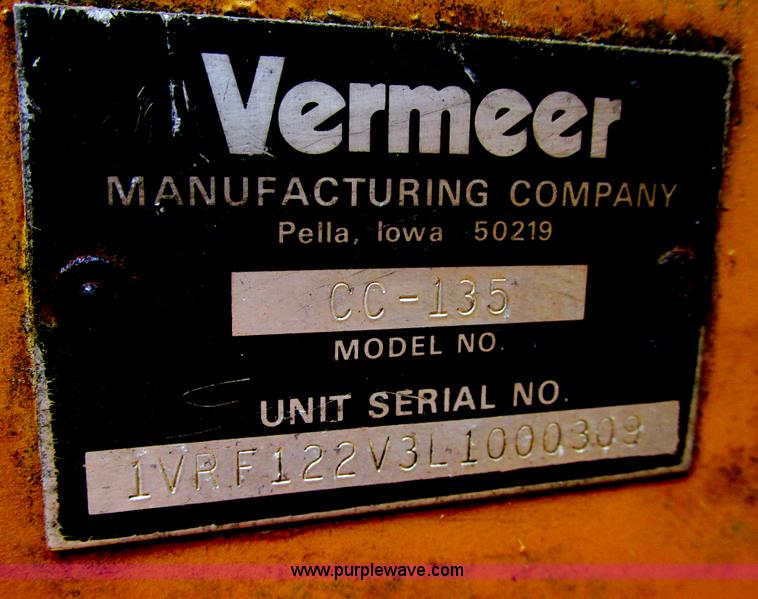 Vermeer
MANUFACTURING COMPANY
Pella, Iowa 50219
CC-135
MODEL NO.
UNIT SERIAL NO.
1VRF122V3L1000309
www.purplewave.com